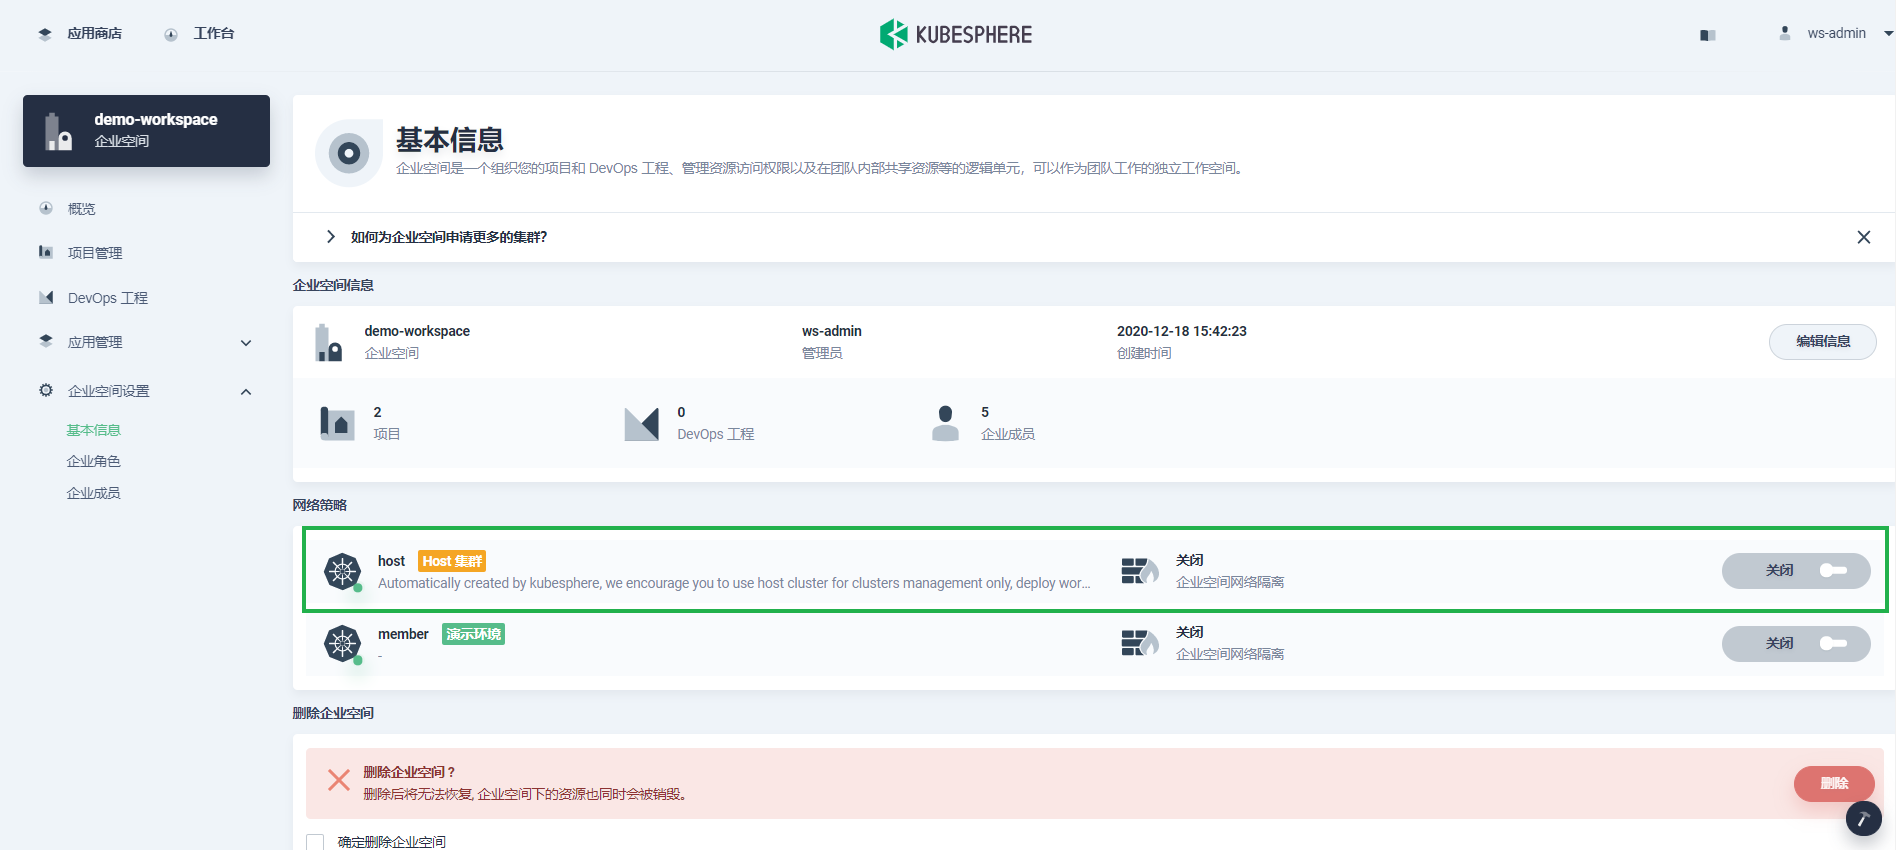 应用商店
工作台
KUBESPHERE
ws-admin
demo-workspace
企业空间
概览
项目管理
DevOps 工程
应用管理
企业空间设置
基本信息
企业角色
企业成员
基本信息
企业空间是一个组织您的项目和 DevOps 工程、管理资源访问权限以及在团队内部共享资源等的逻辑单元，可以作为团队工作的独立工作空间。
如何为企业空间申请更多的集群?
企业空间信息
demo-workspace
企业空间
ws-admin
管理员
2020-12-18 15:42:23
创建时间
编辑信息
2
项目
0
DevOps 工程
5
企业成员
网络策略
host
Host 集群
Automatically created by kubesphere, we encourage you to use host cluster for clusters management only, deploy wor...
关闭
企业空间网络隔离
关闭
member
演示环境
-
关闭
企业空间网络隔离
关闭
删除企业空间
删除企业空间？
删除后将无法恢复, 企业空间下的资源也同时会被销毁。
删除
确定删除企业空间